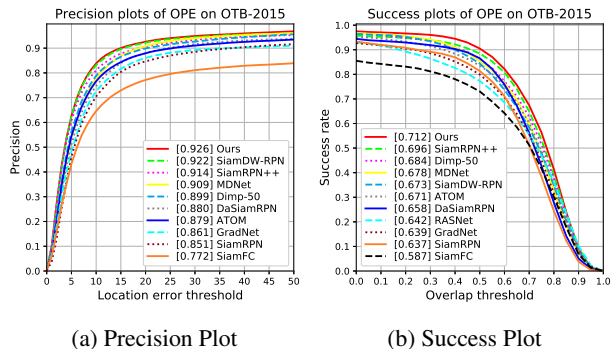 Precision plots of OPE on OTB-2015
Precision
0.9
0.8
0.7
0.6
0.5
0.4
0.3
0.2
0.1
0.0
[0.926] Ours
[0.922] SiamDW-RPN
[0.914] SiamRPN++
[0.909] MDNet
[0.899] Dimp-50
[0.880] DaSiamRPN
[0.879] ATOM
[0.861] GradNet
[0.851] SiamRPN
[0.772] SiamFC
0 5 10 15 20 25 30 35 40 45 50
Location error threshold
(a) Precision Plot
Success plots of OPE on OTB-2015
Success rate
1.0
0.9
0.8
0.7
0.6
0.5
0.4
0.3
0.2
0.1
0.0
[0.712] Ours
[0.696] SiamRPN++
[0.684] Dimp-50
[0.678] MDNet
[0.673] SiamDW-RPN
[0.671] ATOM
[0.658] DaSiamRPN
[0.642] RASNet
[0.639] GradNet
[0.637] SiamRPN
[0.587] SiamFC
0.0 0.1 0.2 0.3 0.4 0.5 0.6 0.7 0.8 0.9 1.0
Overlap threshold
(b) Success Plot